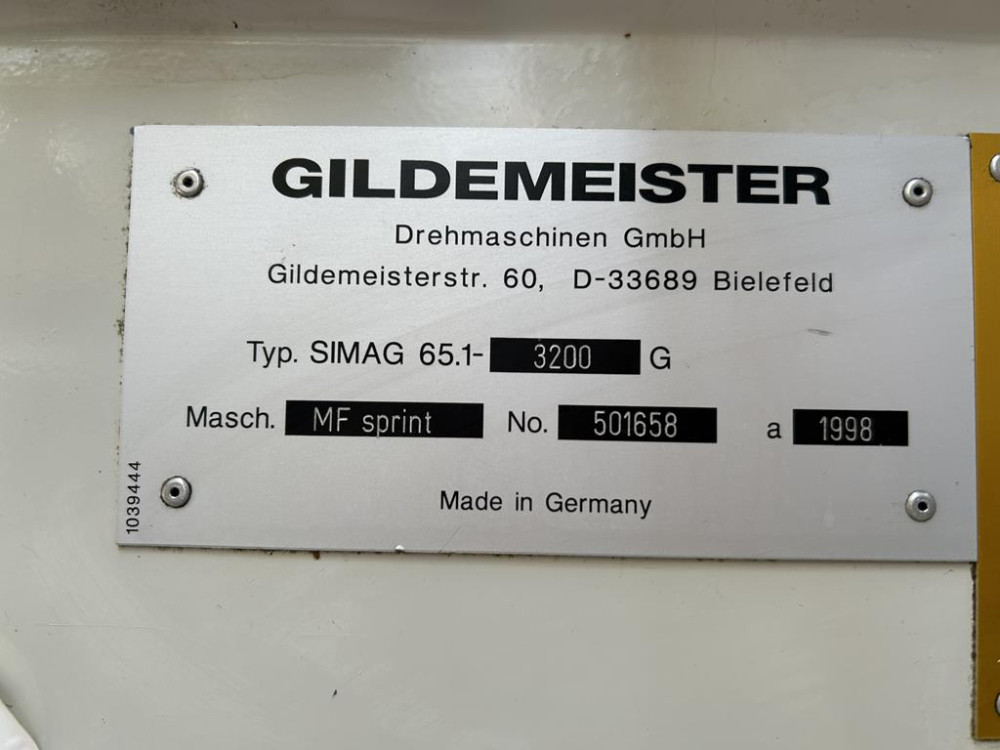 GILDEMEISTER
Drehmaschinen GmbH
Gildemeisterstr. 60, D-33689 Bielefeld
Typ. SIMAG 65.1- 3200 G
Masch. MF sprint No. 501658 a 1998
Made in Germany
1039444